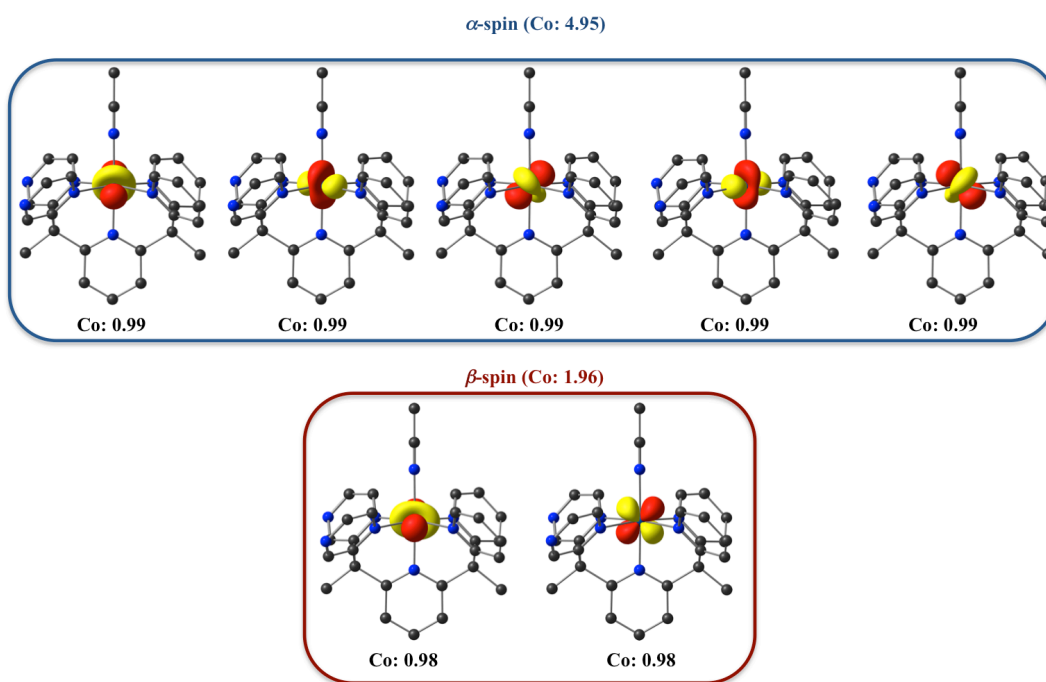 α-spin (Co: 4.95)
Co: 0.99 Co: 0.99 Co: 0.99 Co: 0.99 Co: 0.99
β-spin (Co: 1.96)
Co: 0.98 Co: 0.98